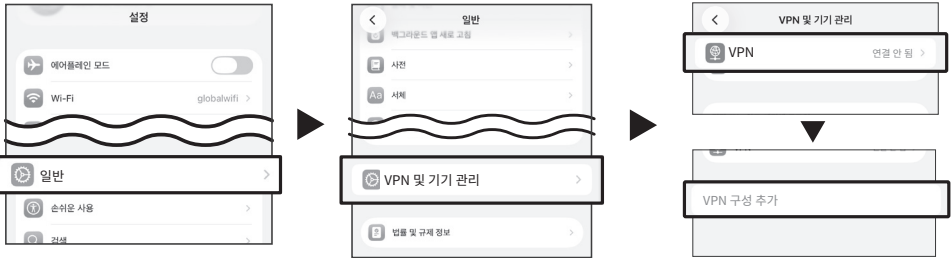 설정
에어플레인 모드
Wi-Fi globalwifi
일반
손쉬운 사용
검색
일반
백그라운드 앱 새로 고침
사전
Aa 서체
VPN 및 기기 관리
법률 및 규제 정보
VPN 및 기기 관리
VPN 연결 안 됨
VPN 구성 추가